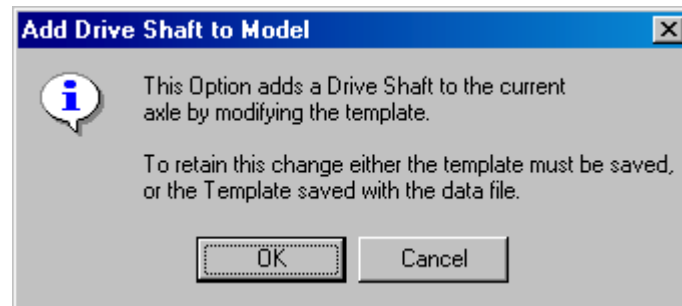 Add Drive Shaft to Model
This Option adds a Drive Shaft to the current
axle by modifying the template.
To retain this change either the template must be saved,
or the Template saved with the data file.
OK
Cancel